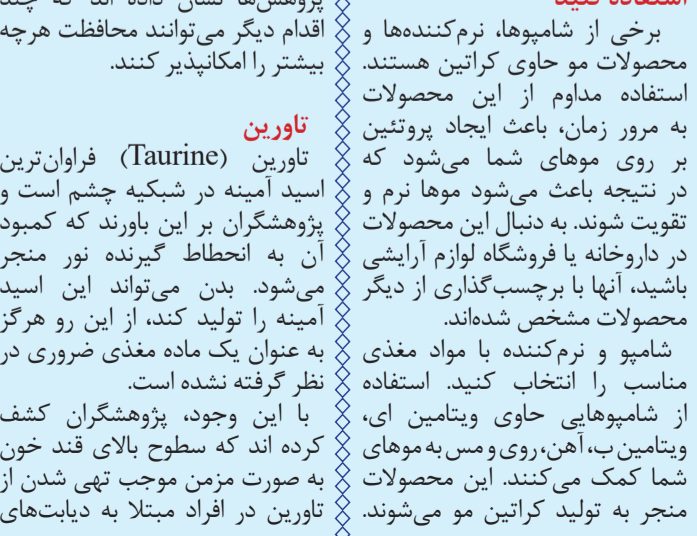 استفاده کنید
برخی از شامپوها، نرم‌کننده‌ها و
محصولات مو حاوی کراتین هستند.
استفاده مداوم از این محصولات
به مرور زمان، باعث ایجاد پروتئین
بر روی موهای شما می‌شود که
در نتیجه باعث می‌شود موها نرم و
تقویت شوند. به دنبال این محصولات
در داروخانه یا فروشگاه لوازم آرایشی
باشید، آنها با برچسب‌گذاری از دیگر
محصولات مشخص شده‌اند.
شامپو و نرم‌کننده با مواد مغذی
مناسب را انتخاب کنید. استفاده
از شامپوهایی حاوی ویتامین ای،
ویتامین ب، آهن، روی و مس به موهای
شما کمک می‌کنند. این محصولات
منجر به تولید کراتین مو می‌شوند.
پژوهش‌ها نشان داده اند که چند
اقدام دیگر می‌توانند محافظت هرچه
بیشتر را امکانپذیر کنند.
تاورین
تاورین (Taurine) فراوان‌ترین
اسید آمینه در شبکیه چشم است و
پژوهشگران بر این باورند که کمبود
آن به انحطاط گیرنده نور منجر
می‌شود. بدن می‌تواند این اسید
آمینه را تولید کند، از این رو هرگز
به عنوان یک ماده مغذی ضروری در
نظر گرفته نشده است.
با این وجود، پژوهشگران کشف
کرده اند که سطوح بالای قند خون
به صورت مزمن موجب تهی شدن از
تاورین در افراد مبتلا به دیابت‌های